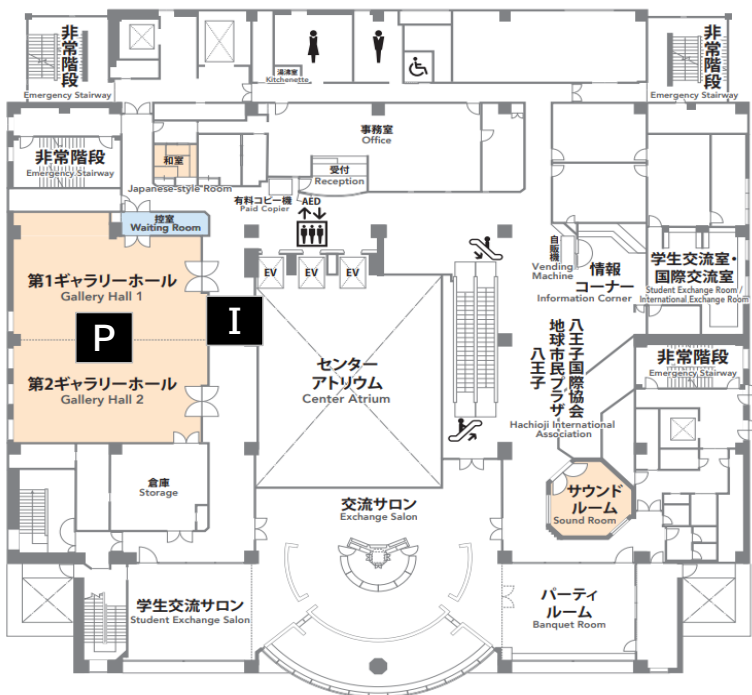 非常階段
Emergency Stairway
湯沸室
Kitchenette
非常階段
Emergency Stairway
非常階段
Emergency Stairway
和室
Japanese-style Room
事務室
Office
受付
Reception
有料コピー機
Paid Copier
AED
控室
Waiting Room
EV
EV
EV
自販機
Vending
Machine
情報
コーナー
Information Corner
学生交流室・
国際交流室
Student Exchange Room /
International Exchange Room
第1ギャラリーホール
Gallery Hall 1
P
I
第2ギャラリーホール
Gallery Hall 2
センター
アトリウム
Center Atrium
八王子国際協会
地球市民プラザ
八王子
Hachioji International
Association
非常階段
Emergency Stairway
倉庫
Storage
交流サロン
Exchange Salon
サウンド
ルーム
Sound Room
学生交流サロン
Student Exchange Salon
パーティ
ルーム
Banquet Room